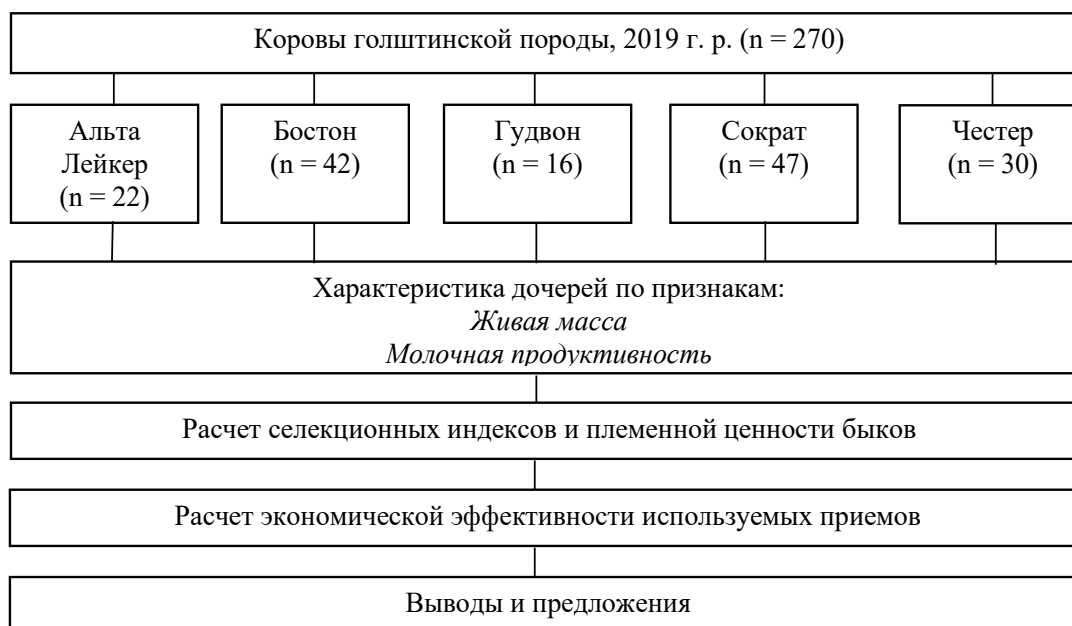 Коровы голштинской породы, 2019 г. р. (n = 270)
Альта
Лейкер
(n = 22)
Бостон
(n = 42)
Гудвон
(n = 16)
Сократ
(n = 47)
Честер
(n = 30)
Характеристика дочерей по признакам:
Живая масса
Молочная продуктивность
Расчет селекционных индексов и племенной ценности быков
Расчет экономической эффективности используемых приемов
Выводы и предложения